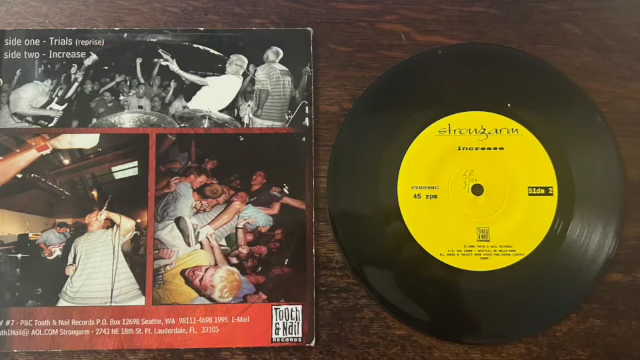 side one - Trials (reprise)
side two - Increase
#7 - P&C Tooth & Nail Records P.O. Box 12698 Seattle, WA 98111-4698 1995. E-Mail
AOL.COM Strongarm - 2743 NE 18th St. Ft. Lauderdale, FL. 33305
Tooth
& Nail
RECORDS
strongarm
Increase
STEREOPHONIC
45 rpm
Side 2